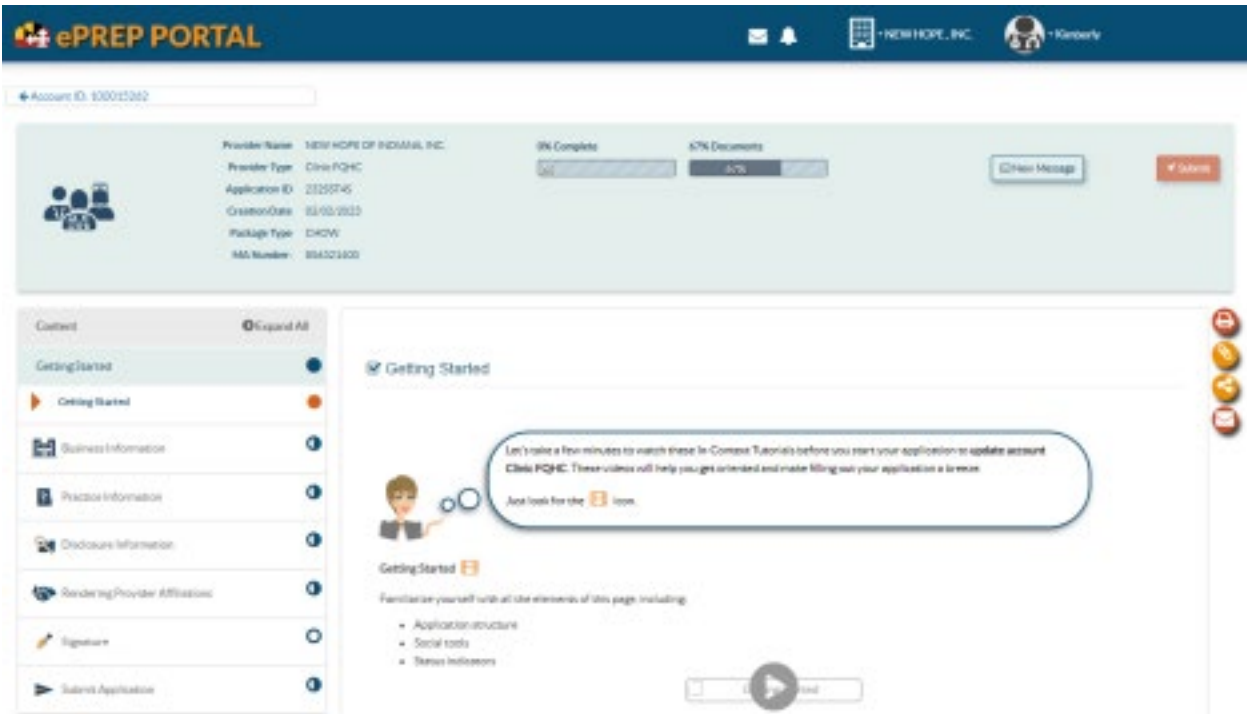 ePREP PORTAL
NEW HOPE, INC.
Kimberly
Account ID: 100015262
Provider Name NEW HOPE OF INDIANA, INC.
Provider Type Clinic FQHC
Application ID
Creation Date
Package Type CHOW
MA Number
0% Complete
67% Documents
67%
New Message
Submit
Content
Expand All
Getting Started
Getting Started
Business Information
Practice Information
Disclosure Information
Rendering Provider Affiliations
Signature
Submit Application
Getting Started
Let's take a few minutes to watch these In-Context Tutorials before you start your application to update account
Clinic FQHC. These videos will help you get oriented and make filling out your application a breeze.
Just look for the icon.
Getting Started
Familiarize yourself with all the elements of this page including:
• Application structure
• Social tools
• Status indicators